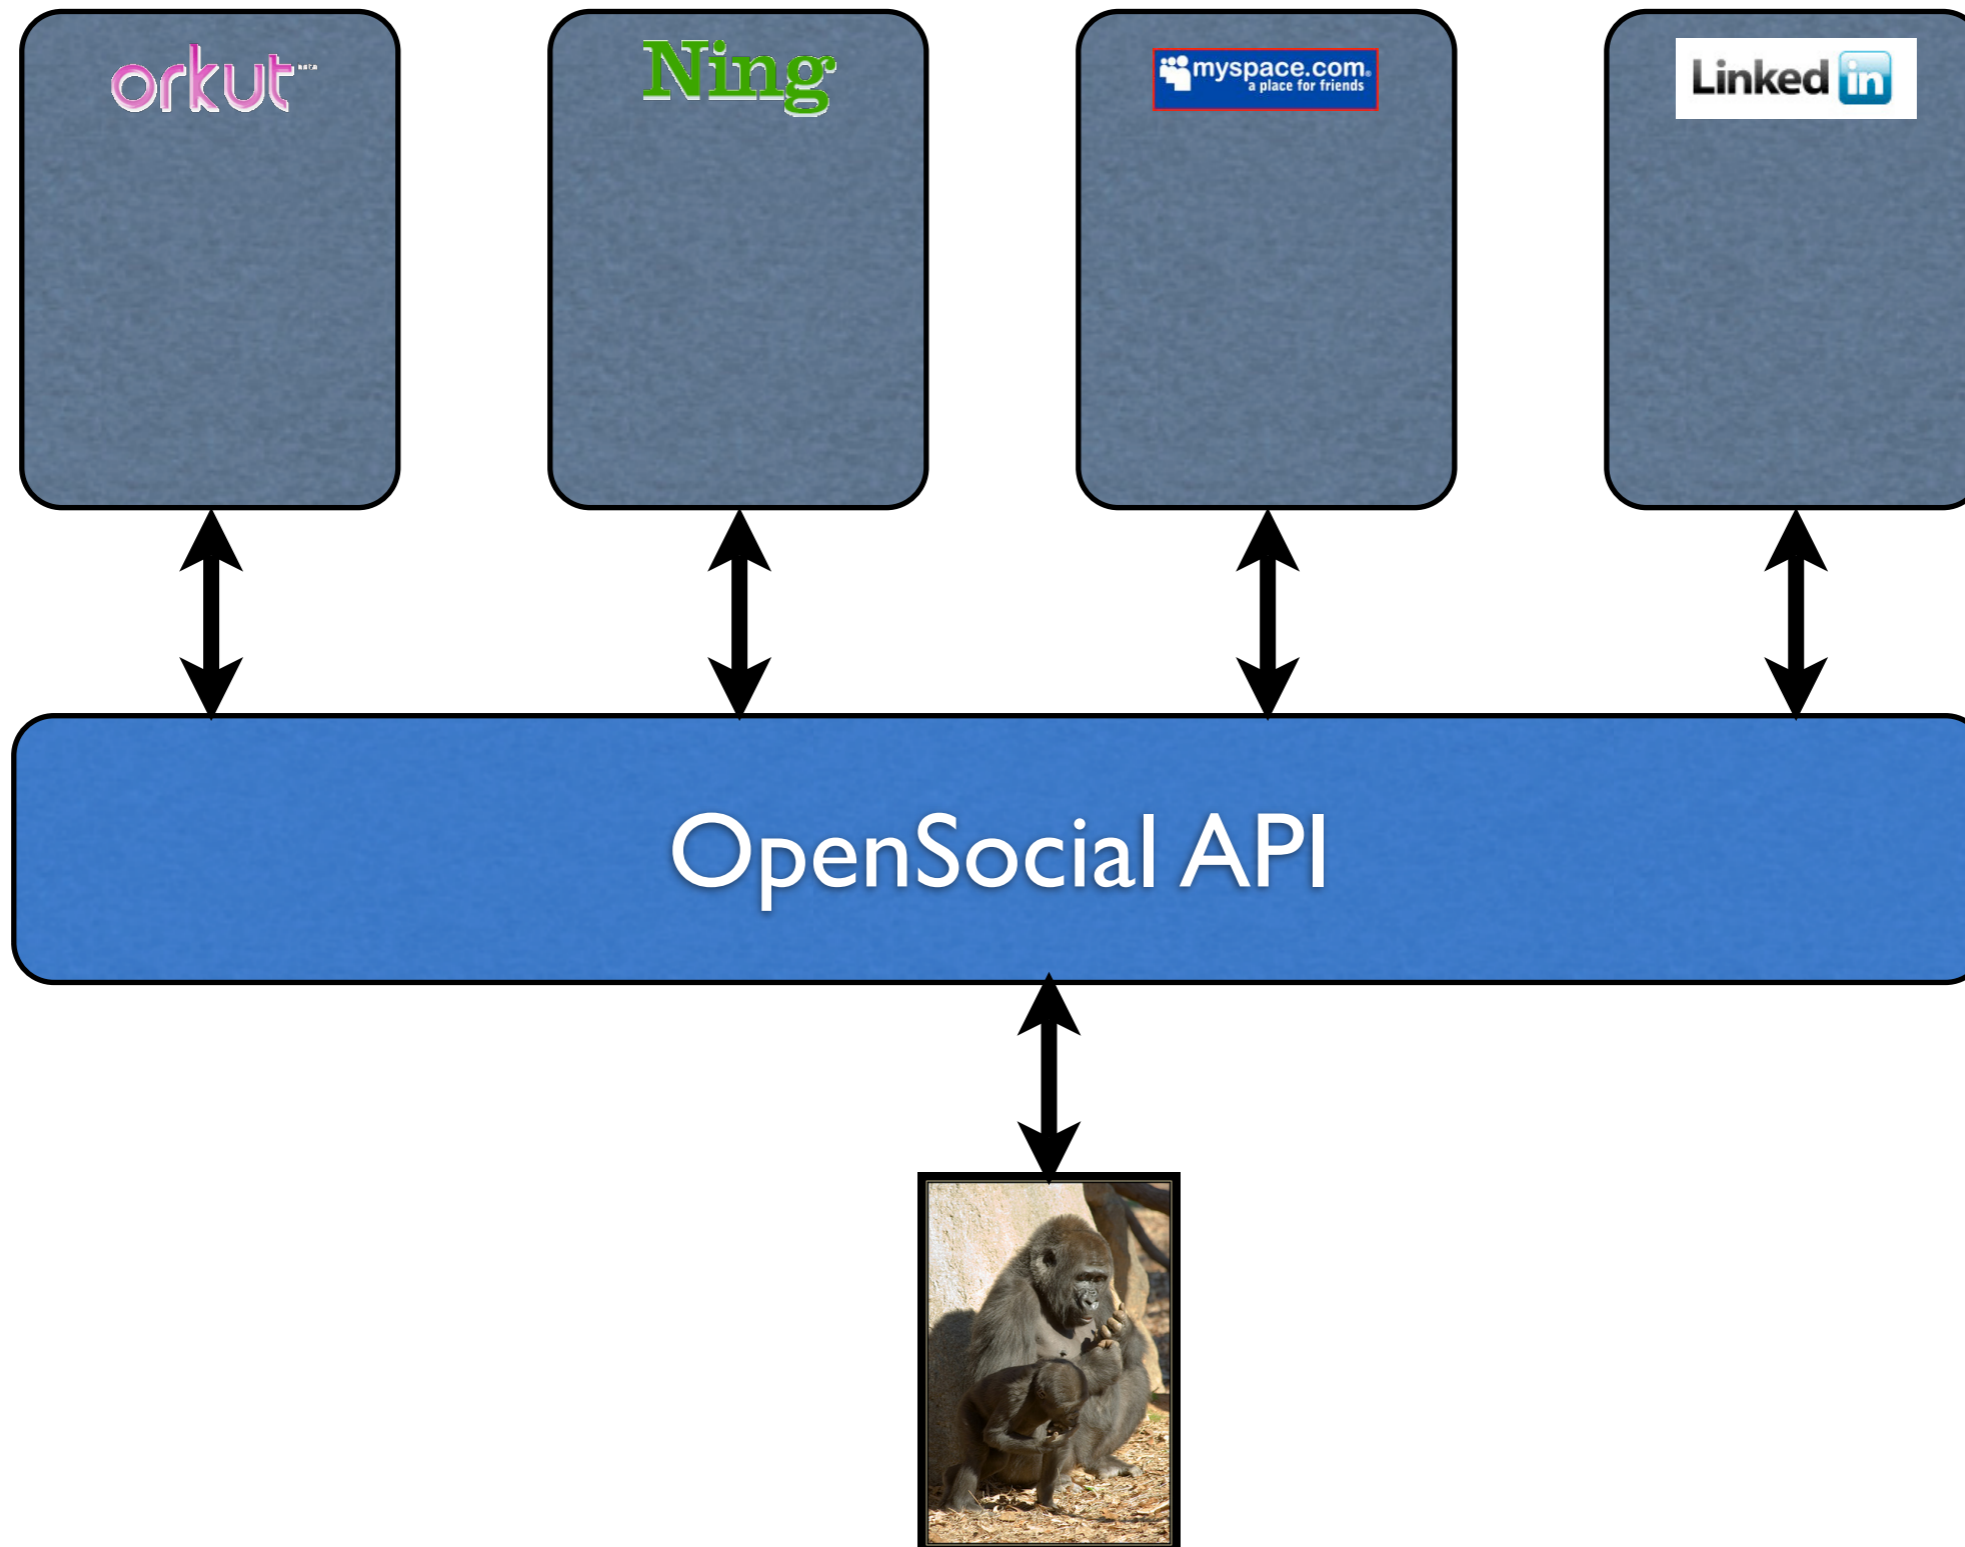 orkut
Ning
myspace.com
a place for friends
Linked in
OpenSocial API